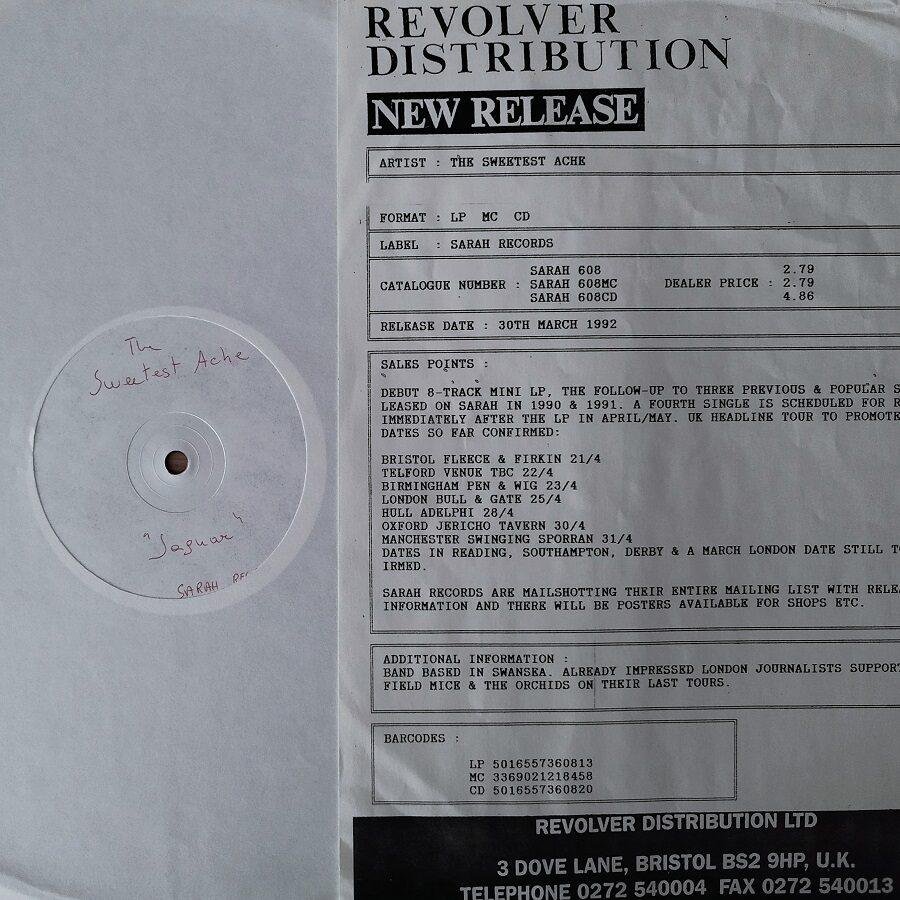 The
Sweetest Ache
"Jaguar"
SARAH REC
REVOLVER
DISTRIBUTION
NEW RELEASE
ARTIST : THE SWEETEST ACHE
FORMAT : LP MC CD
LABEL : SARAH RECORDS
SARAH 608 2.79
CATALOGUE NUMBER : SARAH 608MC DEALER PRICE : 2.79
SARAH 608CD 4.86
RELEASE DATE : 30TH MARCH 1992
SALES POINTS :
DEBUT 8-TRACK MINI LP, THE FOLLOW-UP TO THREE PREVIOUS & POPULAR S
LEASED ON SARAH IN 1990 & 1991. A FOURTH SINGLE IS SCHEDULED FOR R
IMMEDIATELY AFTER THE LP IN APRIL/MAY. UK HEADLINE TOUR TO PROMOTE
DATES SO FAR CONFIRMED:
BRISTOL FLEECE & FIRKIN 21/4
TELFORD VENUE TBC 22/4
BIRMINGHAM PEN & WIG 23/4
LONDON BULL & GATE 25/4
HULL ADELPHI 28/4
OXFORD JERICHO TAVERN 30/4
MANCHESTER SWINGING SPORRAN 31/4
DATES IN READING, SOUTHAMPTON, DERBY & A MARCH LONDON DATE STILL T
IRMED.
SARAH RECORDS ARE MAILSHOTTING THEIR ENTIRE MAILING LIST WITH RELE
INFORMATION AND THERE WILL BE POSTERS AVAILABLE FOR SHOPS ETC.
ADDITIONAL INFORMATION :
BAND BASED IN SWANSEA. ALREADY IMPRESSED LONDON JOURNALISTS SUPPORT
FIELD MICE & THE ORCHIDS ON THEIR LAST TOURS.
BARCODES :
LP 5016557360813
MC 3369021218458
CD 5016557360820
REVOLVER DISTRIBUTION LTD
3 DOVE LANE, BRISTOL BS2 9HP, U.K.
TELEPHONE 0272 540004 FAX 0272 540013